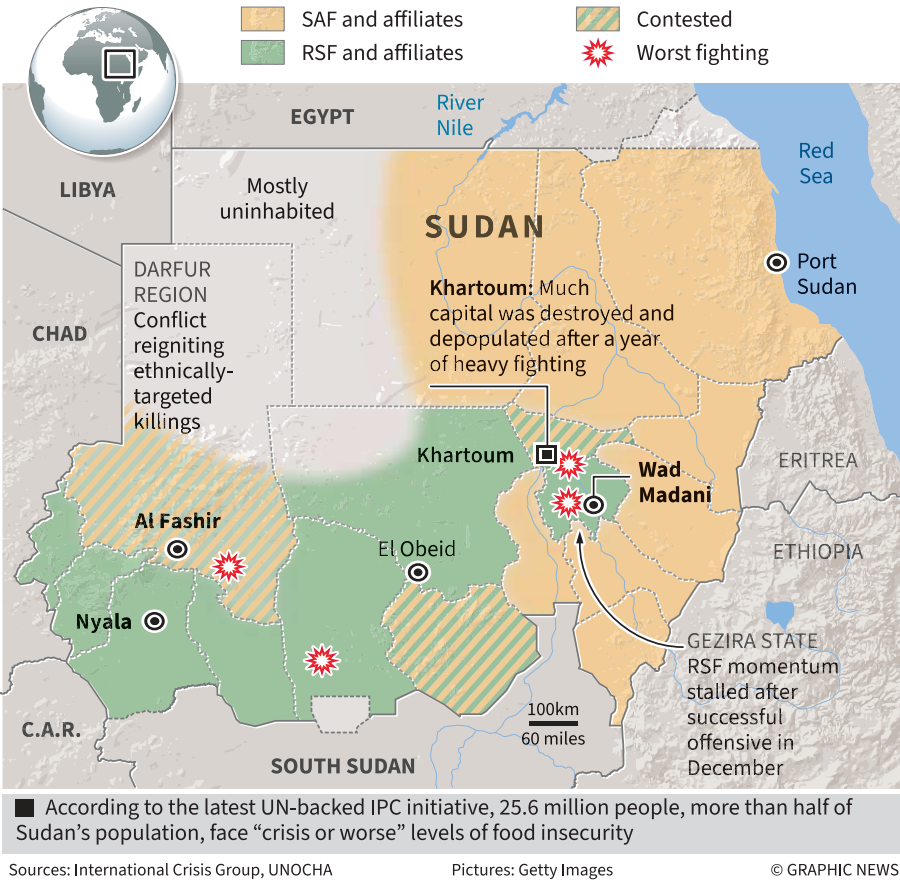 SAF and affiliates
RSF and affiliates
Contested
Worst fighting
EGYPT
River
Nile
Red
Sea
LIBYA
Mostly
uninhabited
SUDAN
Port
Sudan
DARFUR
REGION
Conflict
reigniting
ethnically-
targeted
killings
CHAD
Khartoum: Much
capital was destroyed and
depopulated after a year
of heavy fighting
Khartoum
Wad
Madani
ERITREA
ETHIOPIA
Al Fashir
El Obeid
Nyala
GEZIRA STATE
RSF momentum
stalled after
successful
offensive in
December
C.A.R.
100km
60 miles
SOUTH SUDAN
According to the latest UN-backed IPC initiative, 25.6 million people, more than half of
Sudan’s population, face “crisis or worse” levels of food insecurity
Sources: International Crisis Group, UNOCHA
Pictures: Getty Images
© GRAPHIC NEWS